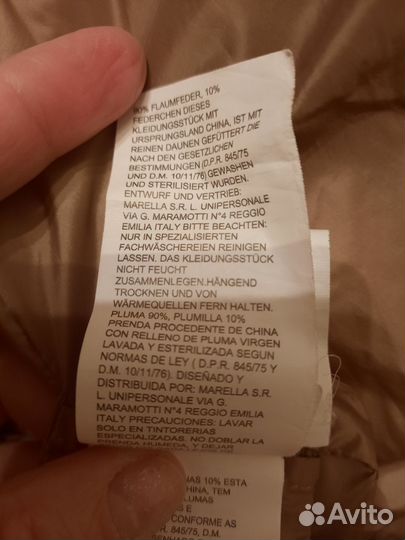 90% FLAUMFEDER, 10%
FEDERCHEN DIESES
KLEIDUNGSSTÜCK MIT
URSPRUNGSLAND CHINA, IST MIT
REINEN DAUNEN GEFÜTTERT DIE
NACH DEN GESETZLICHEN
BESTIMMUNGEN (D.P.R. 845/75
UND D.M. 10/11/76) GEWASHEN
UND STERILISIERT WURDEN.
ENTWURF UND VERTRIEB:
MARELLA S.R. L. UNIPERSONALE
VIA G. MARAMOTTI N°4 REGGIO
EMILIA ITALY BITTE BEACHTEN:
NUR IN SPEZIALISIERTEN
FACHWÄSCHEREIEN REINIGEN
LASSEN. DAS KLEIDUNGSSTÜCK
NICHT FEUCHT
ZUSAMMENLEGEN.HÄNGEND
TROCKNEN UND VON
WÄRMEQUELLEN FERN HALTEN.
PLUMA 90%, PLUMILLA 10%
PRENDA PROCEDENTE DE CHINA
CON RELLENO DE PLUMA VIRGEN
LAVADA Y ESTERILIZADA SEGUN
NORMAS DE LEY ( D.P.R. 845/75 Y
D.M. 10/11/76). DISEÑADO Y
DISTRIBUIDA POR: MARELLA S.R.
L. UNIPERSONALE VIA G.
MARAMOTTI N°4 REGGIO EMILIA
ITALY PRECAUCIONES: LAVAR
SOLO EN TINTORERIAS
ESPECIALIZADAS. NO DOBLAR LA
PRENDA HUMEDA, Y DEJAR
NAS 10% ESTA
CHINA, TEM
LUMAS
S E
CONFORME AS
845/75, D.M.
Avito